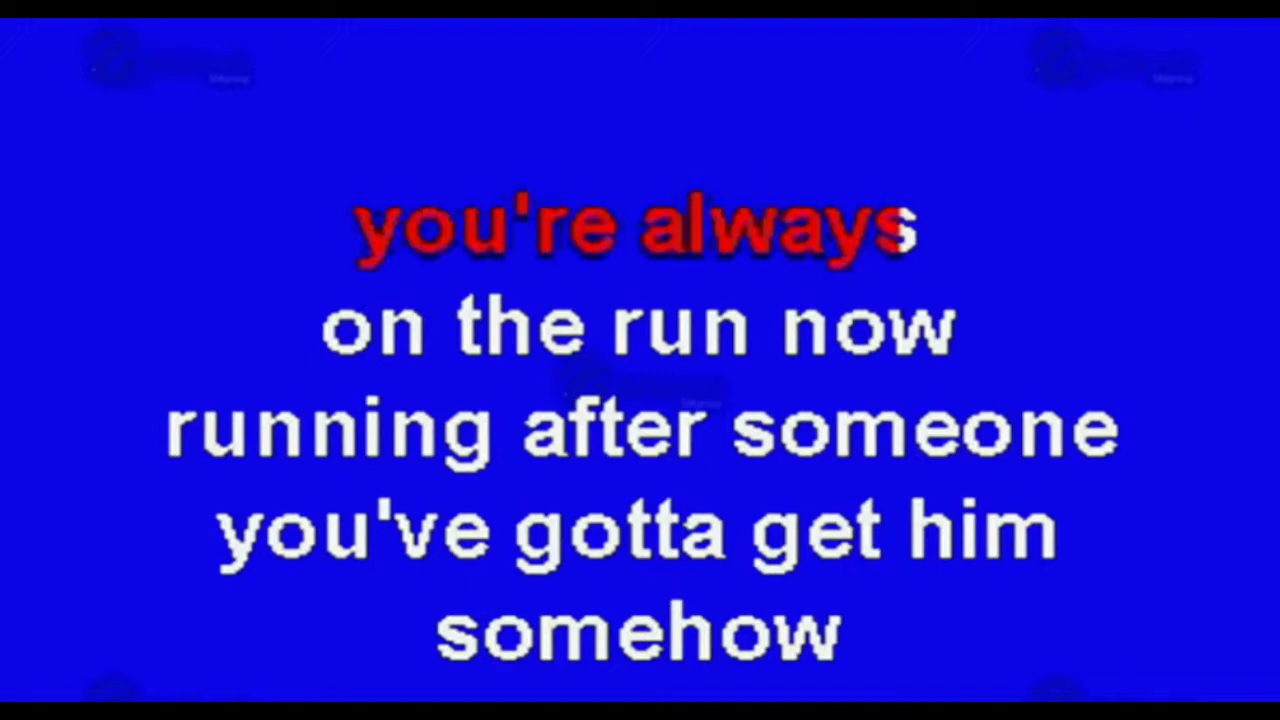 you're always
on the run now
running after someone
you've gotta get him
somehow